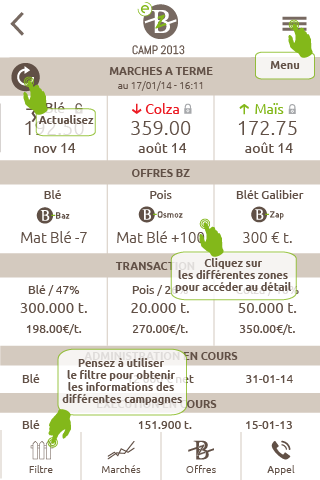 CAMP 2013
Menu
MARCHES A TERME
au 17/01/14 - 16:11
Blé Colza Maïs
Actualisez
192.50 359.00 172.75
nov 14 août 14 août 14
OFFRES BZ
Blé Pois Blét Galibier
Baz Osmoz Zap
Mat Blé -7 Mat Blé +100 300 € t.
Cliquez sur
les différentes zones
pour accéder au détail
TRANSACTION
Blé / 47% Pois / 2
300.000 t. 20.000 t. 50.000 t.
198.00€/t. 270.00€/t. 350.00€/t.
ADMINISTRATION EN COURS
Pensez à utiliser
le filtre pour obtenir
les informations des
différentes campagnes
Blé net 31-01-14
EXECUTION EN COURS
Blé 151.900 t. 15-01-13
Filtre Marchés Offres Appel